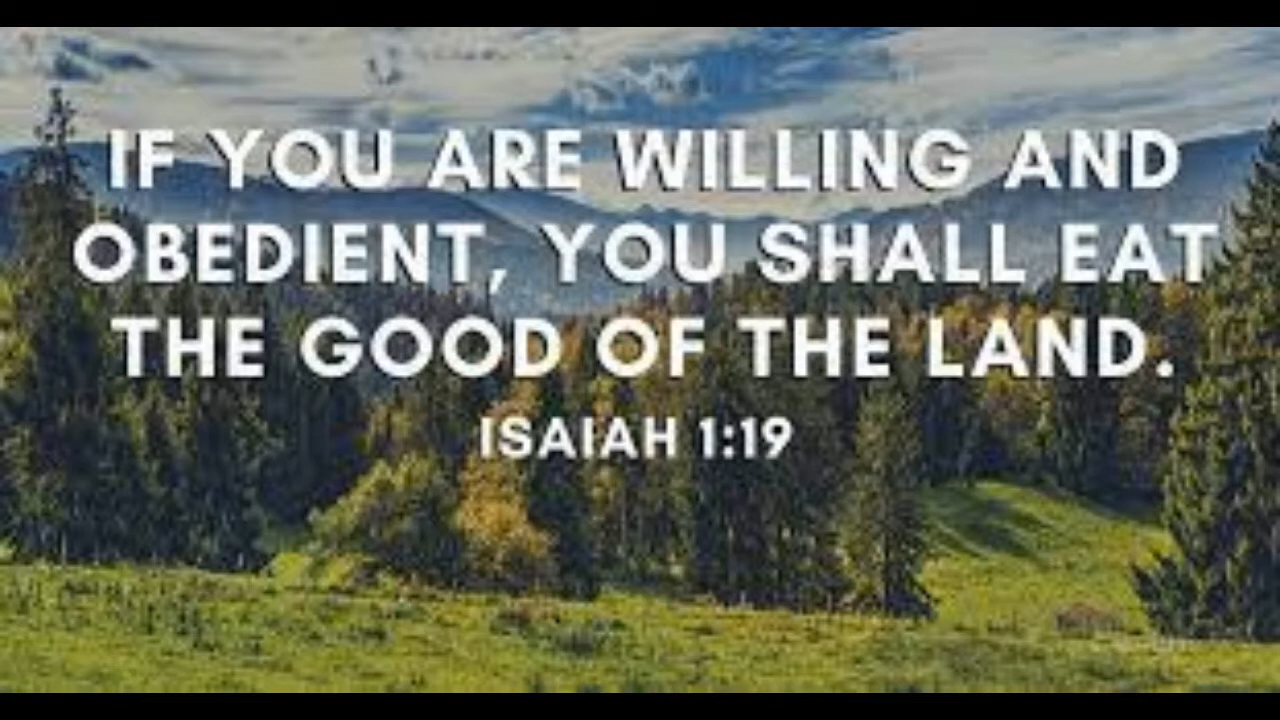 IF YOU ARE WILLING AND
OBEDIENT, YOU SHALL EAT
THE GOOD OF THE LAND.
ISAIAH 1:19